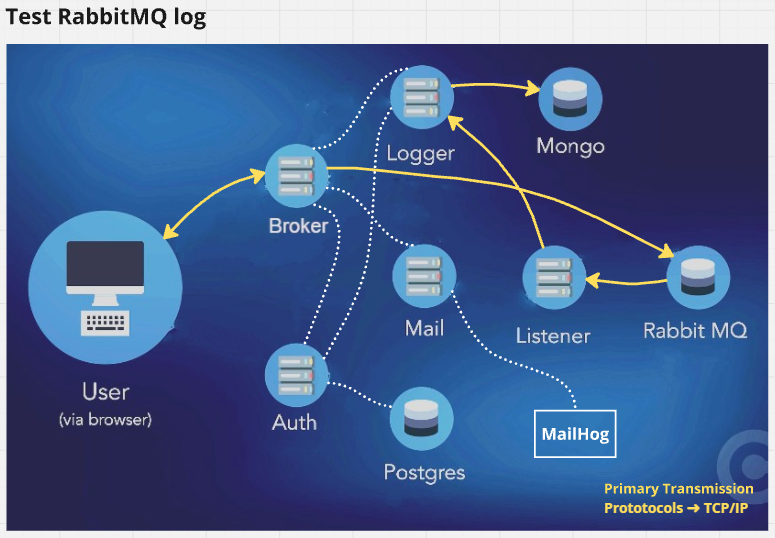 Test RabbitMQ log
Logger
Mongo
Broker
Mail
Listener
Rabbit MQ
User
(via browser)
Auth
Postgres
MailHog
Primary Transmission
Prototocols ➜ TCP/IP
©